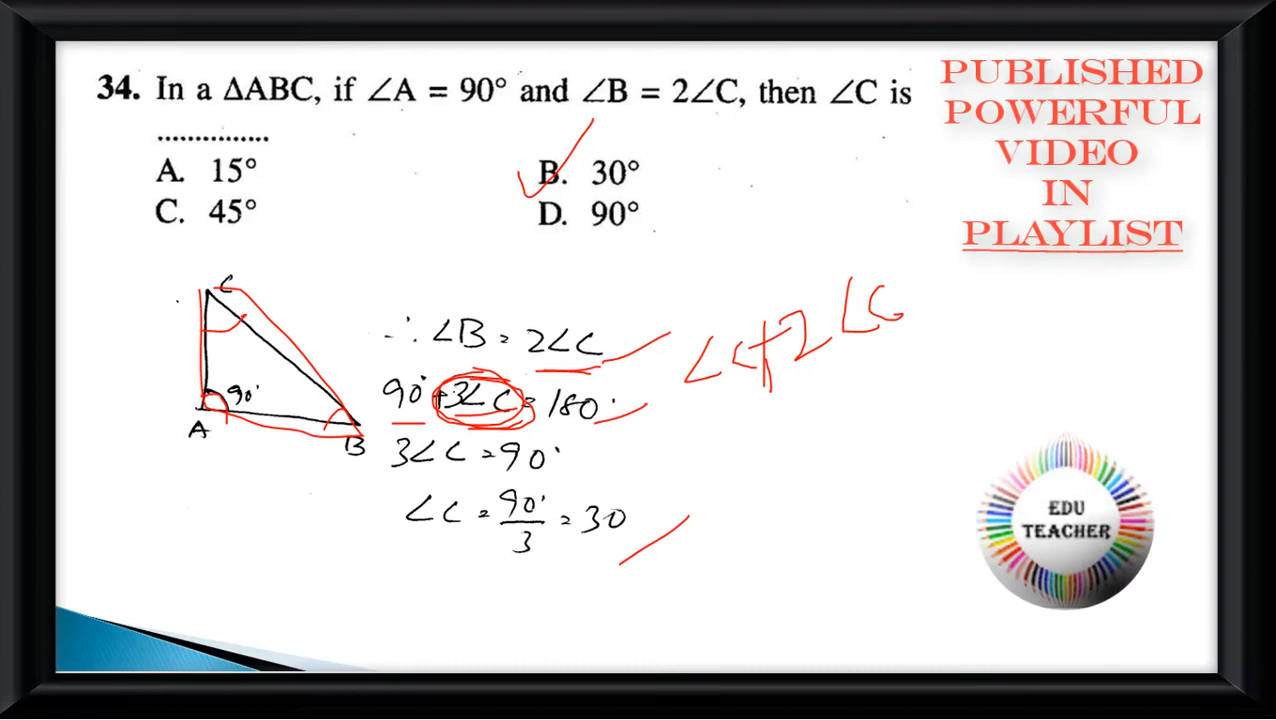 34. In a ΔABC, if ∠A = 90° and ∠B = 2∠C, then ∠C is
................
A. 15°
B. 30°
C. 45°
D. 90°
PUBLISHED
POWERFUL
VIDEO
IN
PLAYLIST
C
90°
A
B
∴ ∠B = 2∠C
90° + 3∠C = 180°
3∠C = 90°
∠C = 90°/3 = 30
∠C + 2∠C
EDU
TEACHER